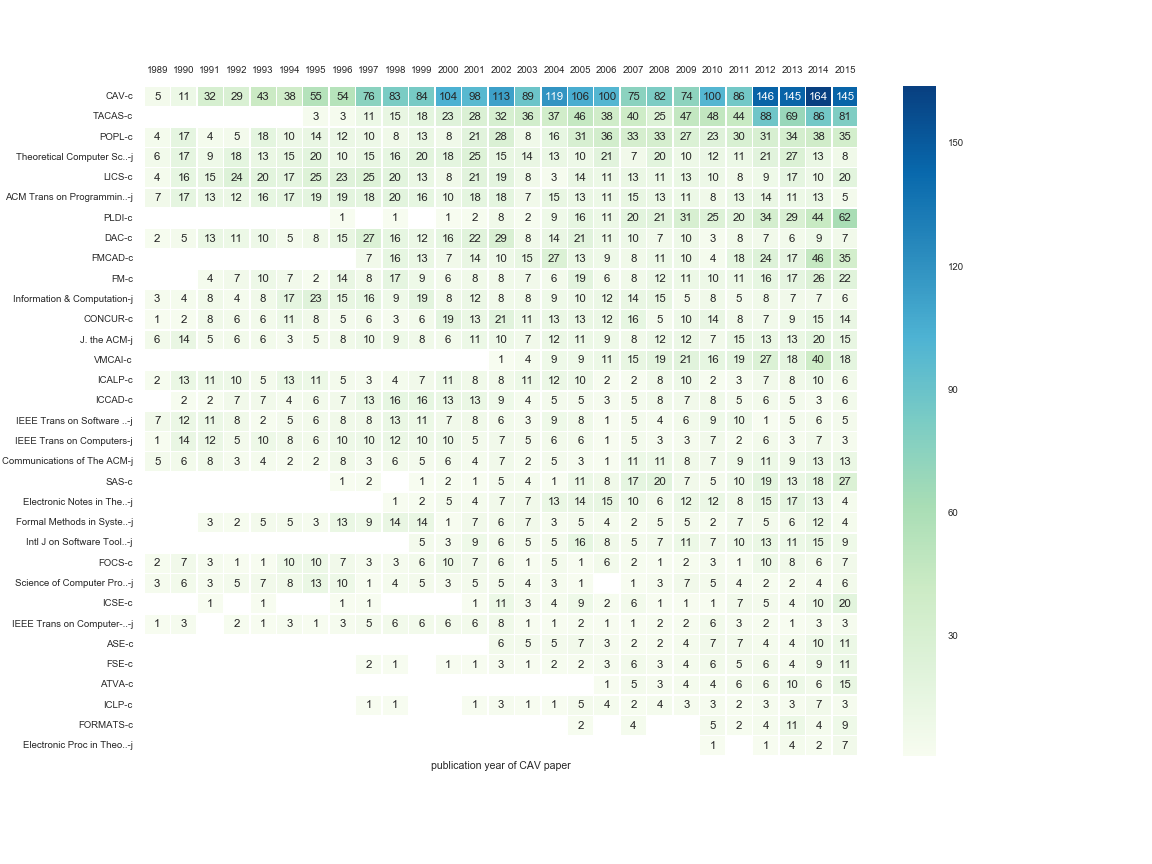 1989 1990 1991 1992 1993 1994 1995 1996 1997 1998 1999 2000 2001 2002 2003 2004 2005 2006 2007 2008 2009 2010 2011 2012 2013 2014 2015
CAV-c 5 11 32 29 43 38 55 54 76 83 84 104 98 113 89 119 106 100 75 82 74 100 86 146 145 164 145
TACAS-c 3 3 11 15 18 23 28 32 36 37 46 38 40 25 47 48 44 88 69 86 81
150
POPL-c 4 17 4 5 18 10 14 12 10 8 13 8 21 28 8 16 31 36 33 33 27 23 30 31 34 38 35
Theoretical Computer Sc..-j 6 17 9 18 13 15 20 10 15 16 20 18 25 15 14 13 10 21 7 20 10 12 11 21 27 13 8
LICS-c 4 16 15 24 20 17 25 23 25 20 13 8 21 19 8 3 14 11 13 11 13 10 8 9 17 10 20
ACM Trans on Programmin..-j 7 17 13 12 16 17 19 19 18 20 16 10 18 18 7 15 13 11 15 13 11 8 13 14 11 13 5
PLDI-c 1 1 1 2 8 2 9 16 11 20 21 31 25 20 34 29 44 62
DAC-c 2 5 13 11 10 5 8 15 27 16 12 16 22 29 8 14 21 11 10 7 10 3 8 7 6 9 7
FMCAD-c 7 16 13 7 14 10 15 27 13 9 8 11 10 4 18 24 17 46 35
120
FM-c 4 7 10 7 2 14 8 17 9 6 8 8 7 6 19 6 8 12 11 10 11 16 17 26 22
Information & Computation-j 3 4 8 4 8 17 23 15 16 9 19 8 12 8 8 9 10 12 14 15 5 8 5 8 7 7 6
CONCUR-c 1 2 8 6 6 11 8 5 6 3 6 19 13 21 11 13 13 12 16 5 10 14 8 7 9 15 14
J. the ACM-j 6 14 5 6 6 3 5 8 10 9 8 6 11 10 7 12 11 9 8 12 12 7 15 13 13 20 15
VMCAI-c 1 4 9 9 11 15 19 21 16 19 27 18 40 18
ICALP-c 2 13 11 10 5 13 11 5 3 4 7 11 8 8 11 12 10 2 2 8 10 2 3 7 8 10 6
90
ICCAD-c 2 2 7 7 4 6 7 13 16 16 13 13 9 4 5 5 3 5 8 7 8 5 6 5 3 6
IEEE Trans on Software ..-j 7 12 11 8 2 5 6 8 8 13 11 7 8 6 3 9 8 1 5 4 6 9 10 1 5 6 5
IEEE Trans on Computers-j 1 14 12 5 10 8 6 10 10 12 10 10 5 7 5 6 6 1 5 3 3 7 2 6 3 7 3
Communications of The ACM-j 5 6 8 3 4 2 2 8 3 6 5 6 4 7 2 5 3 1 11 11 8 7 9 11 9 13 13
SAS-c 1 2 1 2 1 5 4 1 11 8 17 20 7 5 10 19 13 18 27
Electronic Notes in The..-j 1 2 5 4 7 7 13 14 15 10 6 12 12 8 15 17 13 4
60
Formal Methods in Syste..-j 3 2 5 5 3 13 9 14 14 1 7 6 7 3 5 4 2 5 5 2 7 5 6 12 4
Intl J on Software Tool..-j 5 3 9 5 6 5 16 8 5 7 11 7 10 13 11 15 9
FOCS-c 2 7 3 1 1 10 10 7 3 3 6 10 7 6 1 5 1 6 2 1 2 3 1 10 8 6 7
Science of Computer Pro..-j 3 6 3 5 7 8 13 10 1 4 5 3 5 5 4 3 1 1 3 7 5 4 2 2 4 6
ICSE-c 1 1 1 1 1 11 3 4 9 2 6 1 1 1 7 5 4 10 20
IEEE Trans on Computer-..-j 1 3 2 1 3 1 3 5 6 6 6 6 8 1 1 2 1 1 2 2 6 3 2 1 3 3
30
ASE-c 6 5 5 7 3 2 2 4 7 7 4 4 10 11
FSE-c 2 1 1 1 3 1 2 2 3 6 3 4 6 5 6 4 9 11
ATVA-c 1 5 3 4 4 6 6 10 6 15
ICLP-c 1 1 1 3 1 1 5 4 2 4 3 3 2 3 3 7 3
FORMATS-c 2 4 5 2 4 11 4 9
Electronic Proc in Theo..-j 1 1 4 2 7
publication year of CAV paper